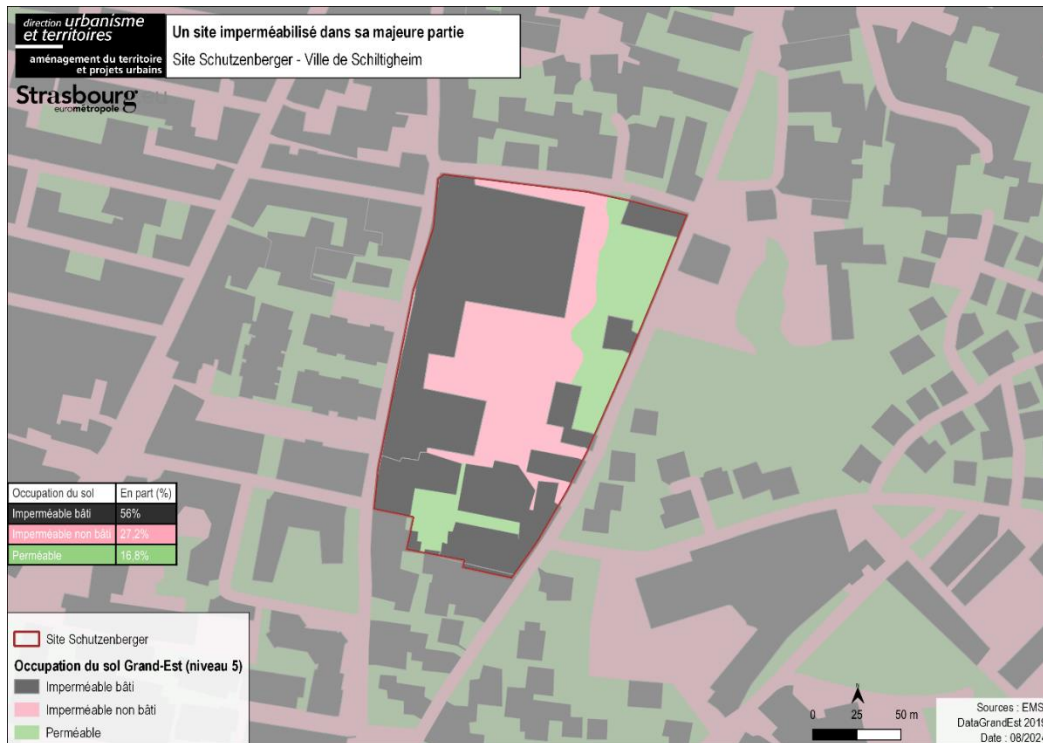 direction urbanisme
et territoires
aménagement du territoire
et projets urbains
Strasbourg.eu
eurométropole
Un site imperméabilisé dans sa majeure partie
Site Schutzenberger - Ville de Schiltigheim
Occupation du sol En part (%)
Imperméable bâti 56%
Imperméable non bâti 27,2%
Perméable 16,8%
Site Schutzenberger
Occupation du sol Grand-Est (niveau 5)
Imperméable bâti
Imperméable non bâti
Perméable
N
0 25 50 m
Sources : EMS,
DataGrandEst 2019
Date : 08/2024